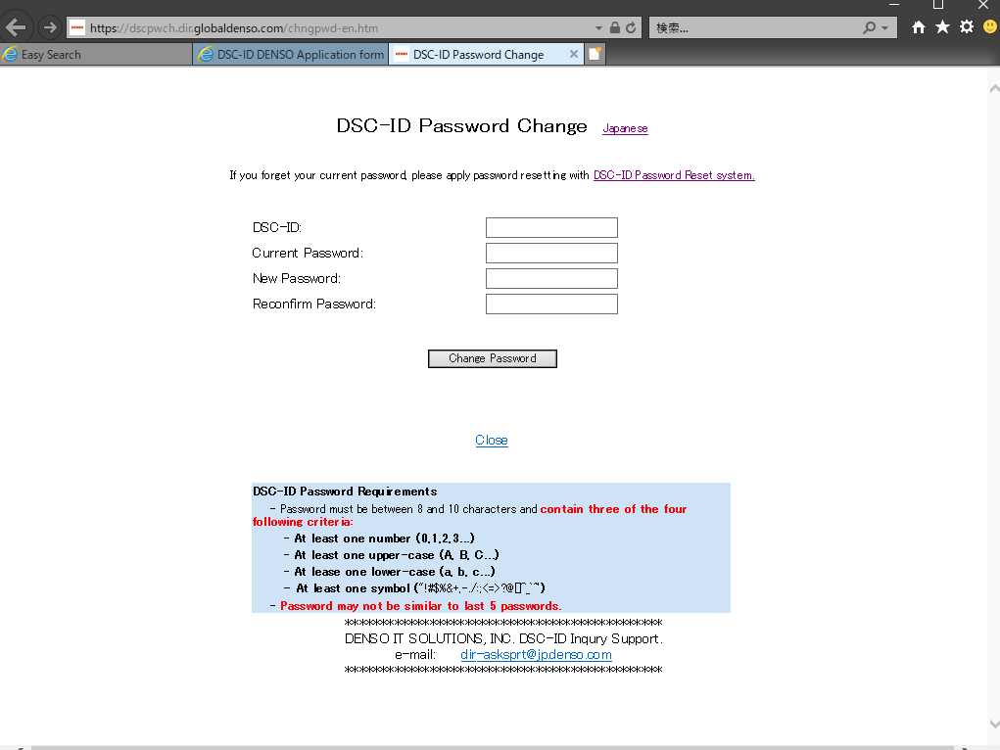 https://dscpwch.dir.globaldenso.com/chngpwd-en.htm
検索...
Easy Search
DSC-ID DENSO Application form
DENSO DSC-ID Password Change
DSC-ID Password Change Japanese
If you forget your current password, please apply password resetting with DSC-ID Password Reset system.
DSC-ID:
Current Password:
New Password:
Reconfirm Password:
Change Password
Close
DSC-ID Password Requirements
- Password must be between 8 and 10 characters and contain three of the four
following criteria:
- At least one number (0,1,2,3...)
- At least one upper-case (A, B, C...)
- At lease one lower-case (a, b, c...)
- At least one symbol ("!#$%&+,-./:;<=>?@[]^_`~")
- Password may not be similar to last 5 passwords.
**************************************************
DENSO IT SOLUTIONS, INC. DSC-ID Inqury Support.
e-mail: dir-asksprt@jp.denso.com
**************************************************